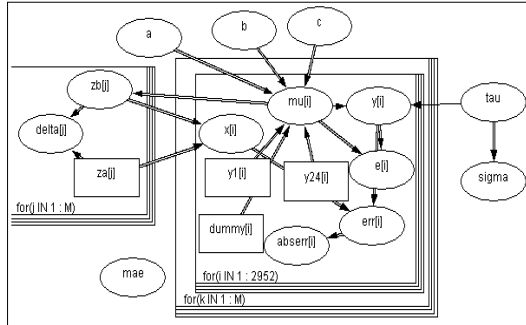 a
b
c
zb[j]
mu[i]
y[i]
tau
delta[j]
x[i]
e[i]
za[j]
y1[i]
y24[i]
sigma
for(j IN 1 : M)
dummy[i]
err[i]
abserr[i]
mae
for(i IN 1 : 2952)
for(k IN 1 : M)